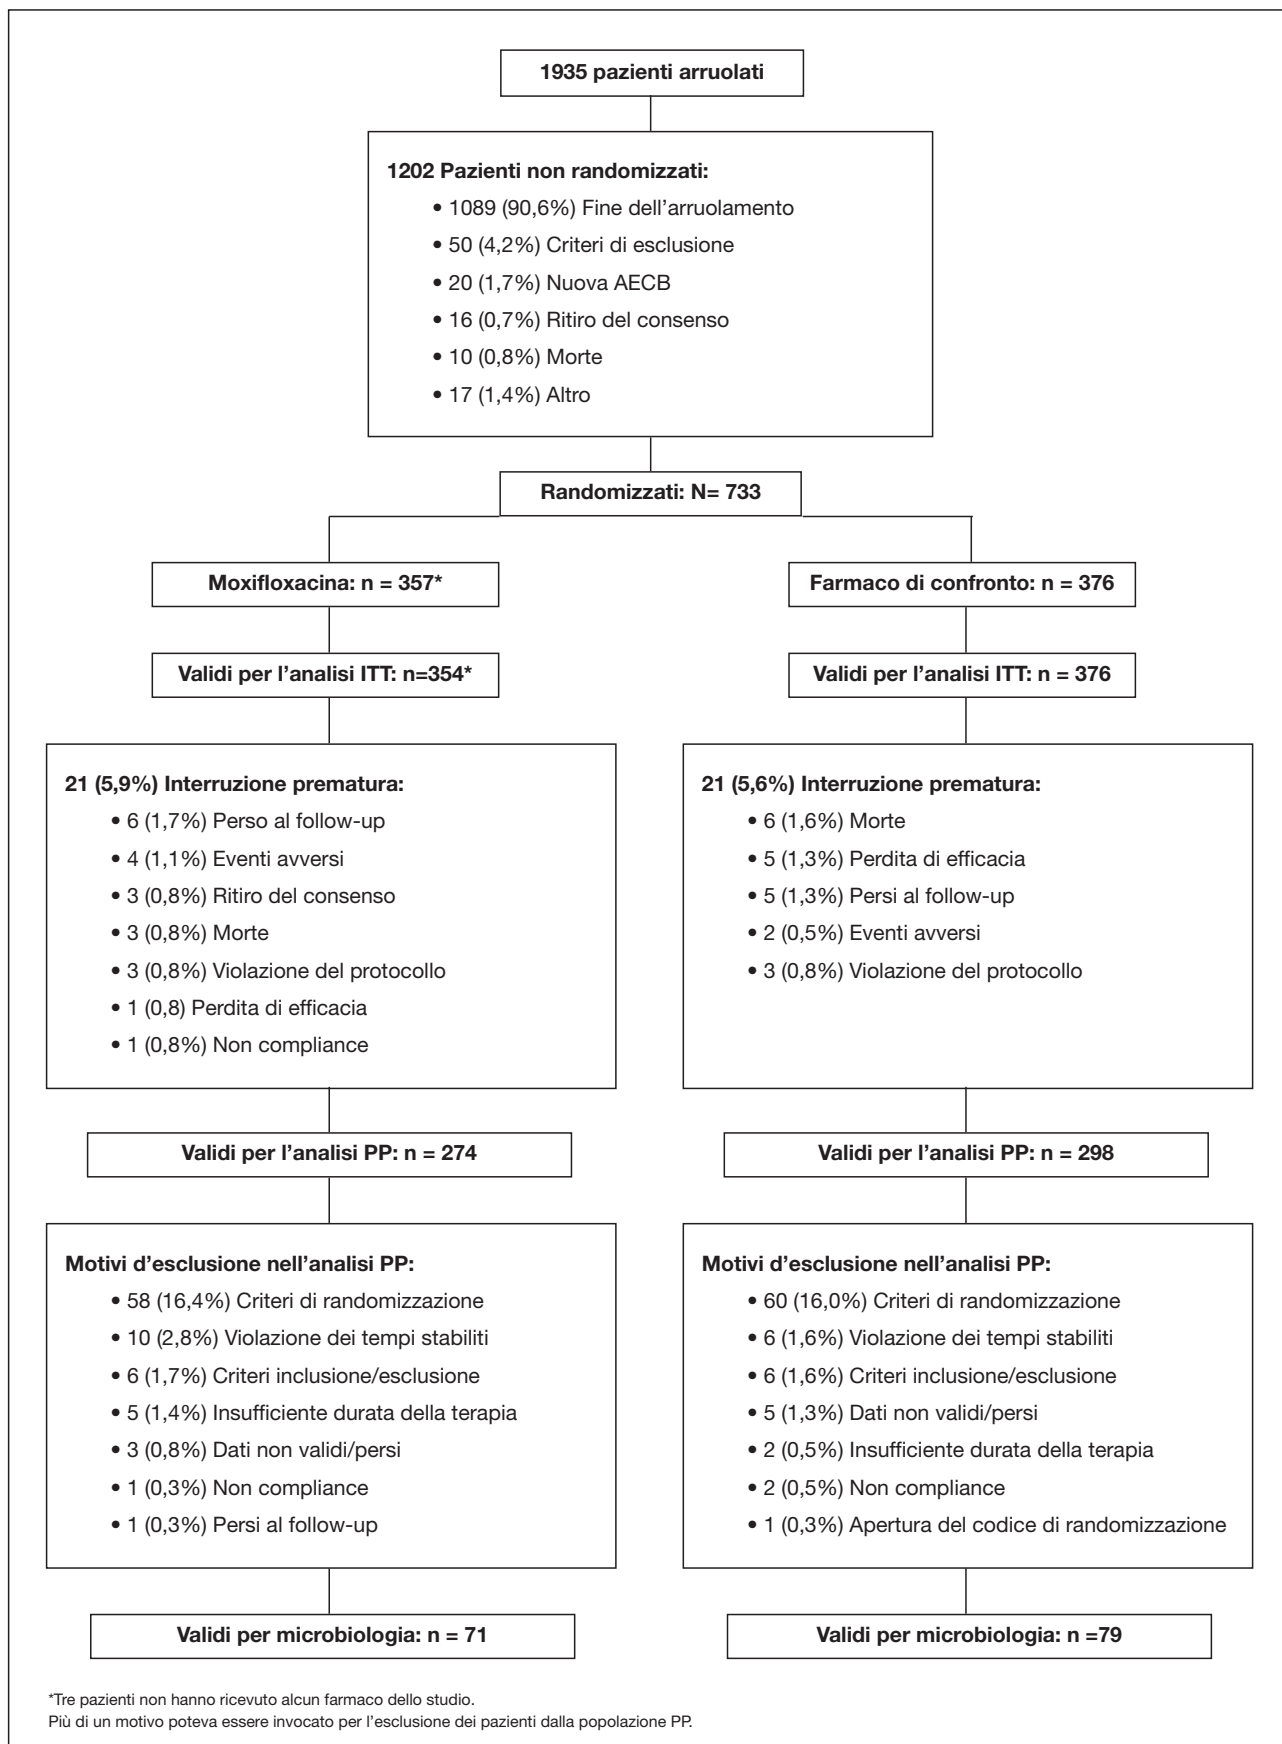 1935 pazienti arruolati
1202 Pazienti non randomizzati:
• 1089 (90,6%) Fine dell'arruolamento
• 50 (4,2%) Criteri di esclusione
• 20 (1,7%) Nuova AECB
• 16 (0,7%) Ritiro del consenso
• 10 (0,8%) Morte
• 17 (1,4%) Altro
Randomizzati: N= 733
Moxifloxacina: n = 357*
Validi per l'analisi ITT: n=354*
21 (5,9%) Interruzione prematura:
• 6 (1,7%) Perso al follow-up
• 4 (1,1%) Eventi avversi
• 3 (0,8%) Ritiro del consenso
• 3 (0,8%) Morte
• 3 (0,8%) Violazione del protocollo
• 1 (0,8) Perdita di efficacia
• 1 (0,8%) Non compliance
Validi per l'analisi PP: n = 274
Motivi d'esclusione nell'analisi PP:
• 58 (16,4%) Criteri di randomizzazione
• 10 (2,8%) Violazione dei tempi stabiliti
• 6 (1,7%) Criteri inclusione/esclusione
• 5 (1,4%) Insufficiente durata della terapia
• 3 (0,8%) Dati non validi/persi
• 1 (0,3%) Non compliance
• 1 (0,3%) Persi al follow-up
Validi per microbiologia: n = 71
Farmaco di confronto: n = 376
Validi per l'analisi ITT: n = 376
21 (5,6%) Interruzione prematura:
• 6 (1,6%) Morte
• 5 (1,3%) Perdita di efficacia
• 5 (1,3%) Persi al follow-up
• 2 (0,5%) Eventi avversi
• 3 (0,8%) Violazione del protocollo
Validi per l'analisi PP: n = 298
Motivi d'esclusione nell'analisi PP:
• 60 (16,0%) Criteri di randomizzazione
• 6 (1,6%) Violazione dei tempi stabiliti
• 6 (1,6%) Criteri inclusione/esclusione
• 5 (1,3%) Dati non validi/persi
• 2 (0,5%) Insufficiente durata della terapia
• 2 (0,5%) Non compliance
• 1 (0,3%) Apertura del codice di randomizzazione
Validi per microbiologia: n =79
*Tre pazienti non hanno ricevuto alcun farmaco dello studio.
Più di un motivo poteva essere invocato per l'esclusione dei pazienti dalla popolazione PP.